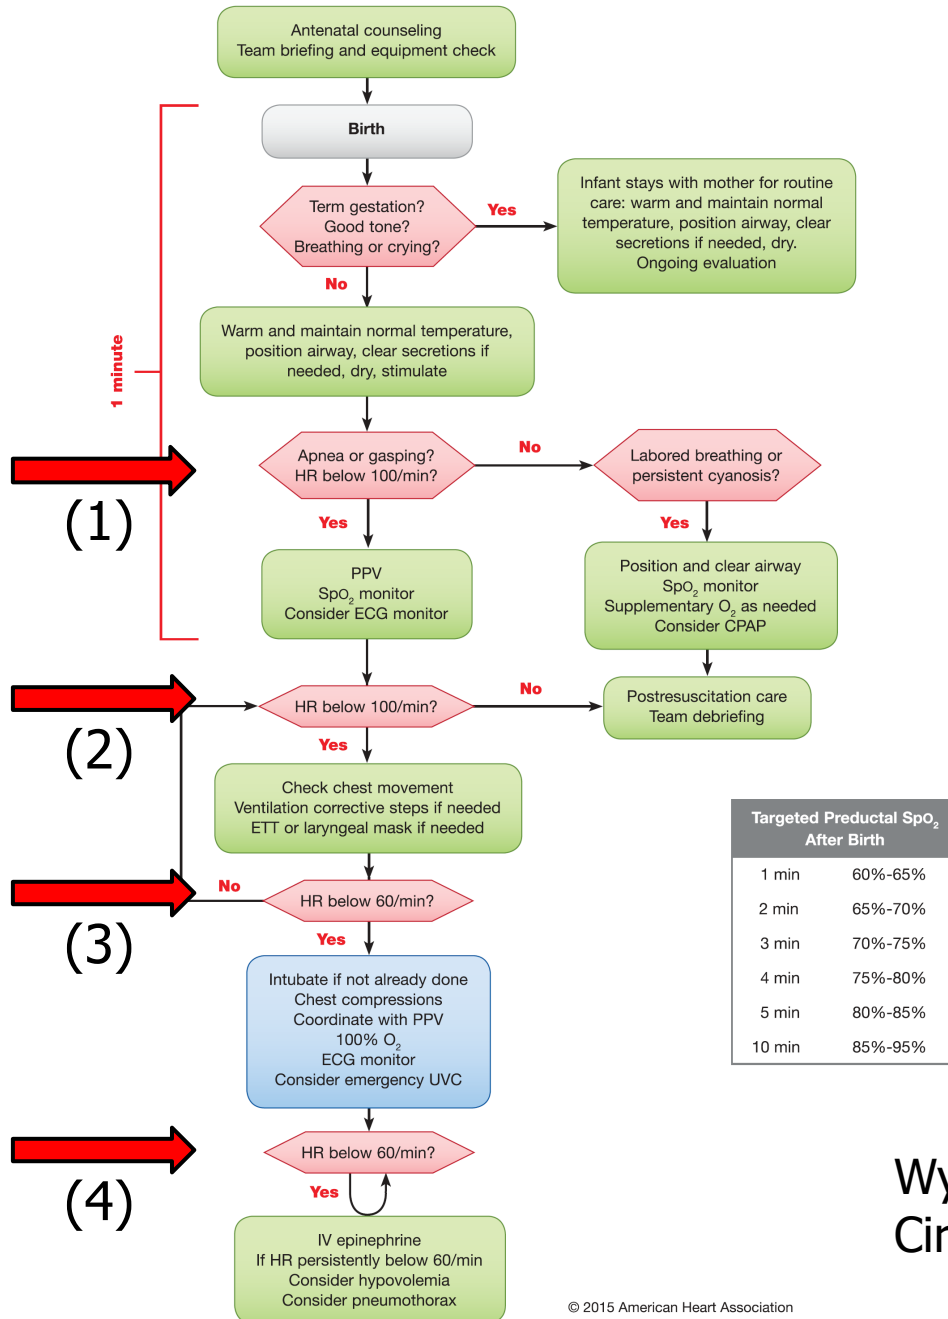 Antenatal counseling
Team briefing and equipment check
Birth
1 minute
Term gestation?
Good tone?
Breathing or crying?
Yes
Infant stays with mother for routine
care: warm and maintain normal
temperature, position airway, clear
secretions if needed, dry.
Ongoing evaluation
No
Warm and maintain normal temperature,
position airway, clear secretions if
needed, dry, stimulate
(1)
Apnea or gasping?
HR below 100/min?
No
Labored breathing or
persistent cyanosis?
Yes
Yes
PPV
SpO₂ monitor
Consider ECG monitor
Position and clear airway
SpO₂ monitor
Supplementary O₂ as needed
Consider CPAP
(2)
HR below 100/min?
No
Postresuscitation care
Team debriefing
Yes
Check chest movement
Ventilation corrective steps if needed
ETT or laryngeal mask if needed
Targeted Preductal SpO₂
After Birth
1 min 60%-65%
2 min 65%-70%
3 min 70%-75%
4 min 75%-80%
5 min 80%-85%
10 min 85%-95%
(3)
No
HR below 60/min?
Yes
Intubate if not already done
Chest compressions
Coordinate with PPV
100% O₂
ECG monitor
Consider emergency UVC
(4)
HR below 60/min?
Yes
IV epinephrine
If HR persistently below 60/min
Consider hypovolemia
Consider pneumothorax
© 2015 American Heart Association